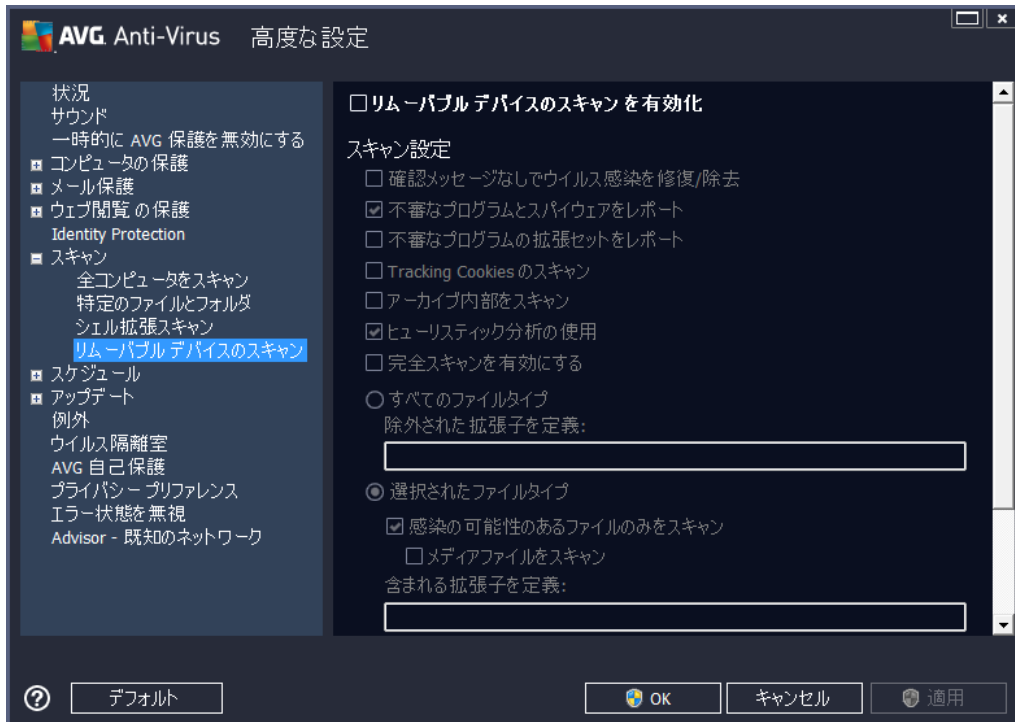 AVG Anti-Virus 高度な設定
状況
サウンド
一時的に AVG 保護を無効にする
コンピュータの保護
メール保護
ウェブ閲覧 の保護
Identity Protection
スキャン
全コンピュータをスキャン
特定のファイルとフォルダ
シェル拡張スキャン
リムーバブル デバイスのスキャン
スケジュール
アップデート
例外
ウイルス隔離室
AVG 自己保護
プライバシー プリファレンス
エラー状態を無視
Advisor - 既知のネットワーク
リムーバブル デバイスのスキャン を有効化
スキャン設定
確認メッセージなしでウイルス感染を修復/除去
不審なプログラムとスパイウェアをレポート
不審なプログラムの拡張セットをレポート
Tracking Cookies のスキャン
アーカイブ内部をスキャン
ヒューリスティック分析の使用
完全スキャンを有効にする
すべてのファイルタイプ
除外された拡張子を定義:
選択されたファイルタイプ
感染の可能性のあるファイルのみをスキャン
メディアファイルをスキャン
含まれる拡張子を定義:
デフォルト
OK
キャンセル
適用